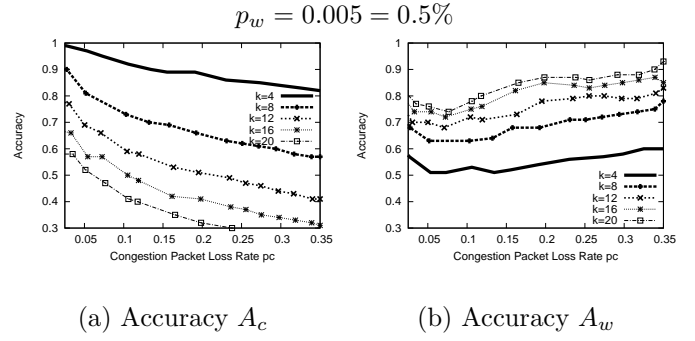 p_w = 0.005 = 0.5%
Accuracy
1
0.9
0.8
0.7
0.6
0.5
0.4
0.3
k=4
k=8
k=12
k=16
k=20
0.05 0.1 0.15 0.2 0.25 0.3 0.35
Congestion Packet Loss Rate pc
(a) Accuracy A_c
Accuracy
1
0.9
0.8
0.7
0.6
0.5
0.4
0.3
k=4
k=8
k=12
k=16
k=20
0.05 0.1 0.15 0.2 0.25 0.3 0.35
Congestion Packet Loss Rate pc
(b) Accuracy A_w